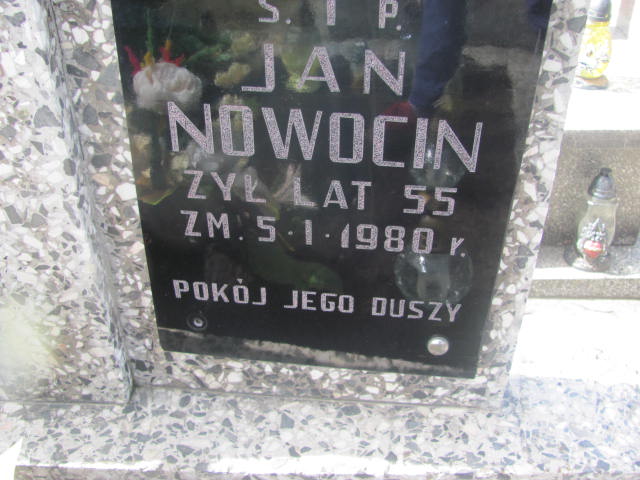 Ś. † P.
JAN
NOWOCIN
ŻYŁ LAT 55
ZM. 5·1·1980 r.
POKÓJ JEGO DUSZY